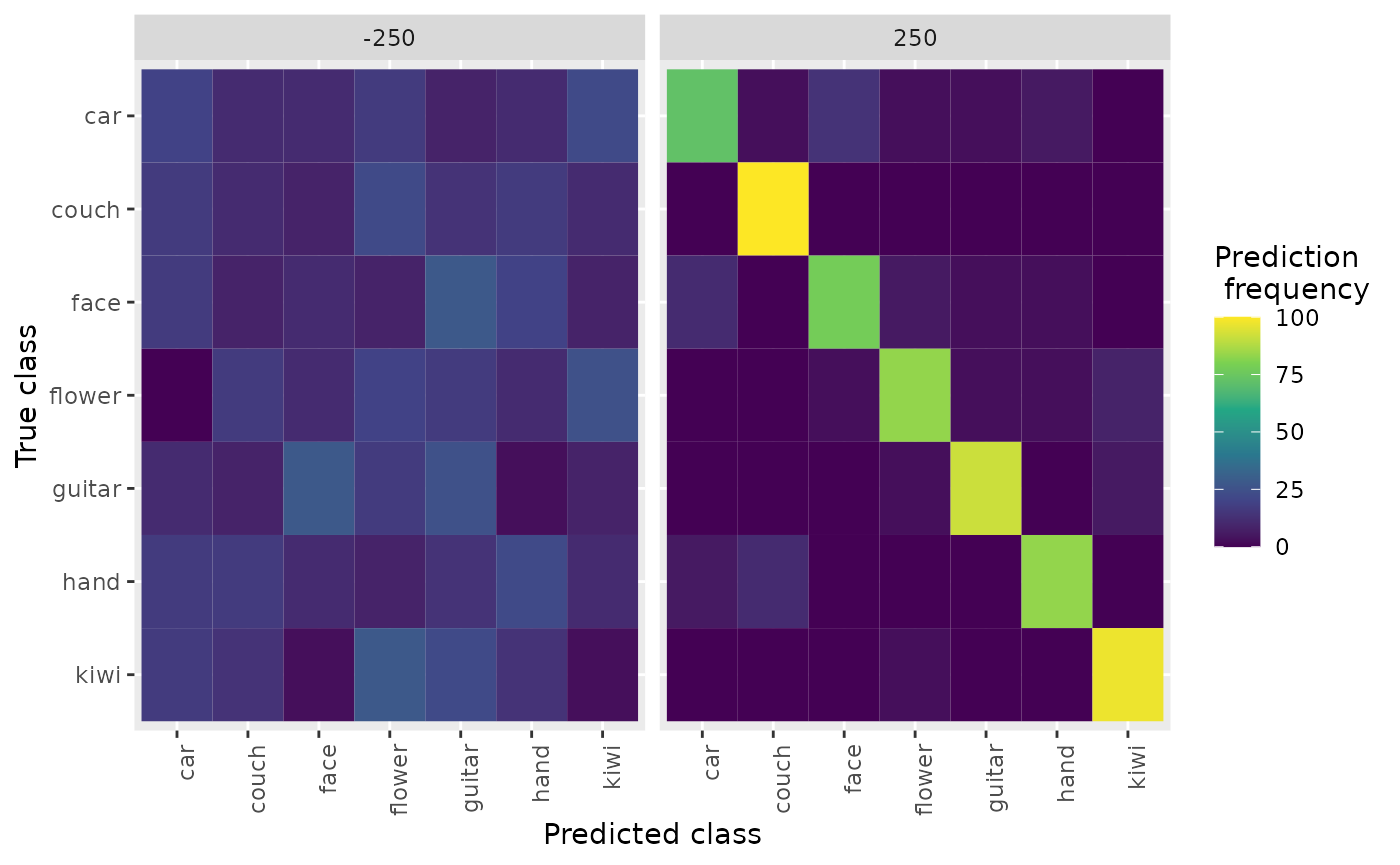 -250
250
True class
car
couch
face
flower
guitar
hand
kiwi
car
couch
face
flower
guitar
hand
kiwi
car
couch
face
flower
guitar
hand
kiwi
Predicted class
Prediction
frequency
100
75
50
25
0